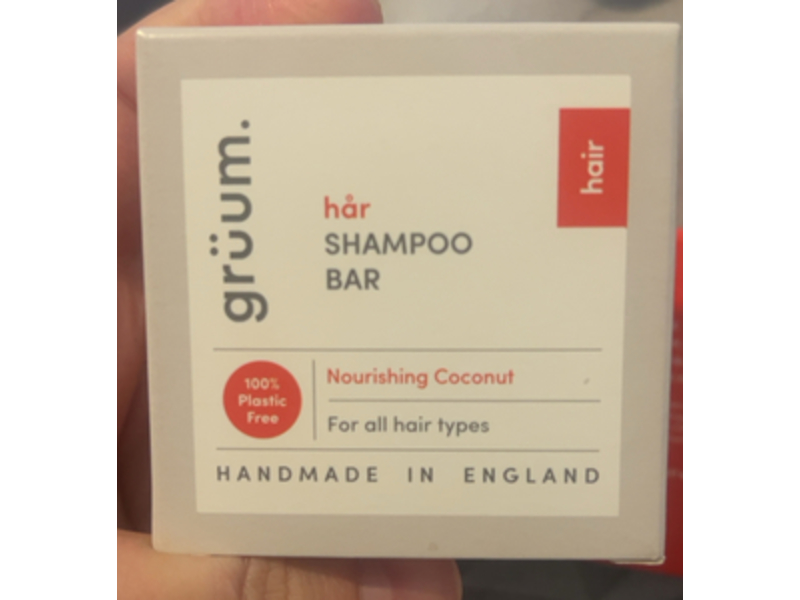 grüum.
hair
hår
SHAMPOO
BAR
100%
Plastic
Free
Nourishing Coconut
For all hair types
HANDMADE IN ENGLAND